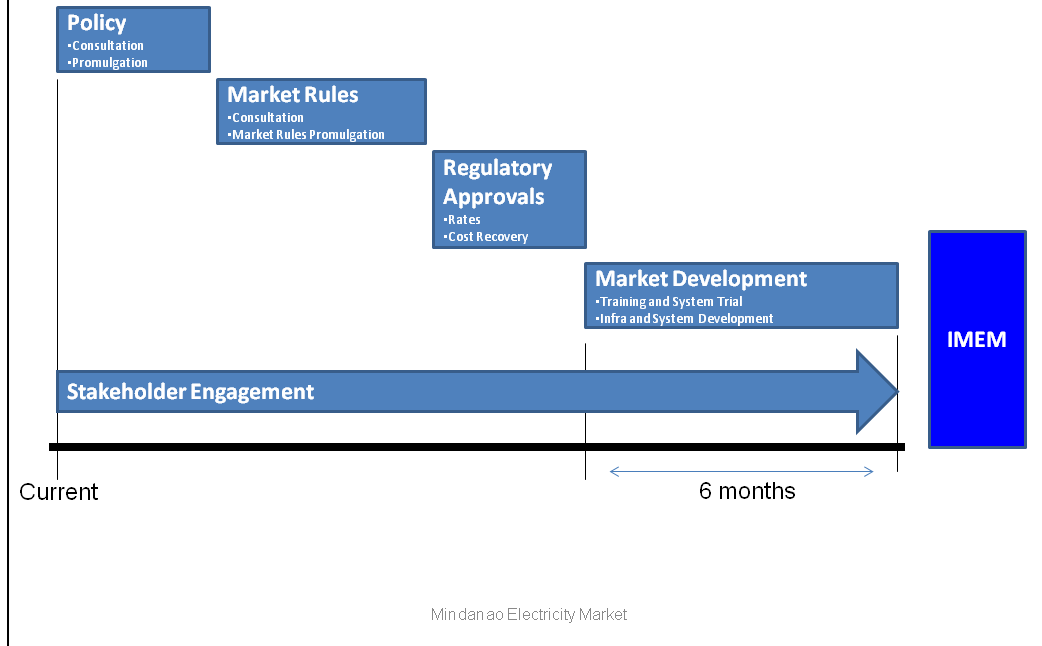 Policy
•Consultation
•Promulgation
Market Rules
•Consultation
•Market Rules Promulgation
Regulatory
Approvals
•Rates
•Cost Recovery
Market Development
•Training and System Trial
•Infra and System Development
IMEM
Stakeholder Engagement
Current
6 months
Mindanao Electricity Market